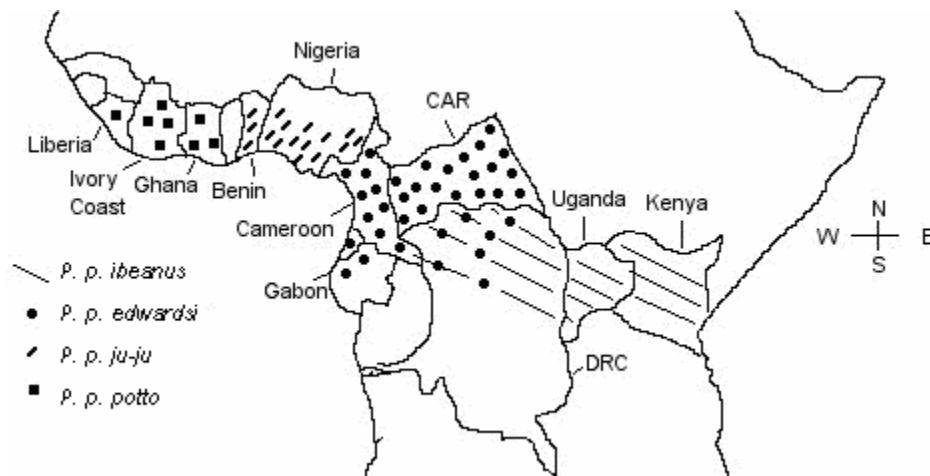 Nigeria
CAR
Liberia
Ivory
Coast
Ghana
Benin
Uganda
Kenya
Cameroon
Gabon
DRC
N
W
E
S
P. p. ibeanus
P. p. edwardsi
P. p. ju-ju
P. p. potto